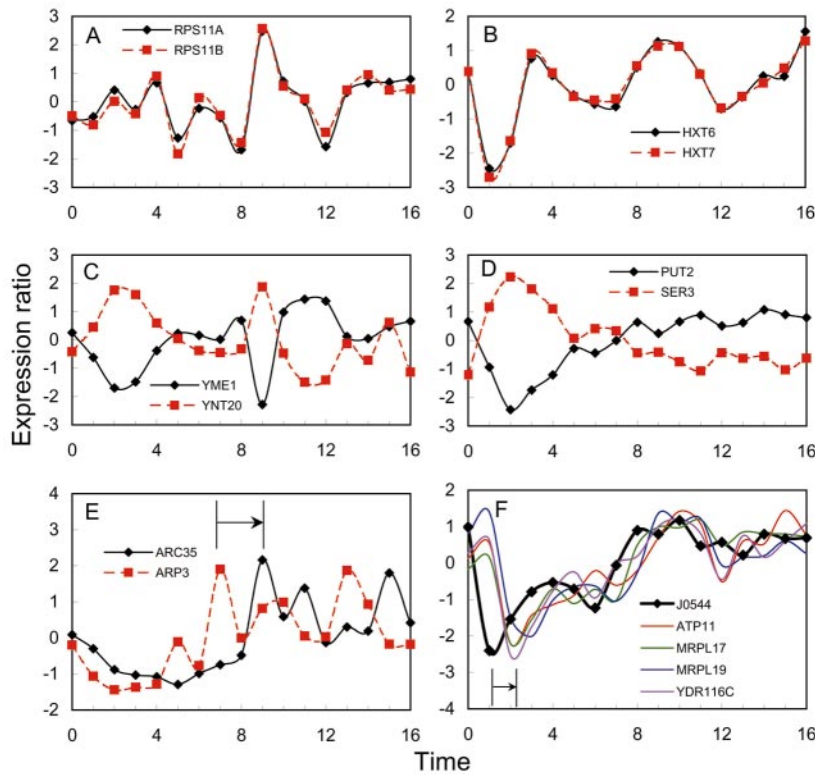 A
RPS11A
RPS11B
3
2
1
0
-1
-2
-3
0 4 8 12 16
B
HXT6
HXT7
2
1
0
-1
-2
-3
0 4 8 12 16
C
YME1
YNT20
3
2
1
0
-1
-2
-3
0 4 8 12 16
D
PUT2
SER3
3
2
1
0
-1
-2
-3
0 4 8 12 16
E
ARC35
ARP3
4
3
2
1
0
-1
-2
0 4 8 12 16
F
J0544
ATP11
MRPL17
MRPL19
YDR116C
2
1
0
-1
-2
-3
-4
0 4 8 12 16
Expression ratio
Time